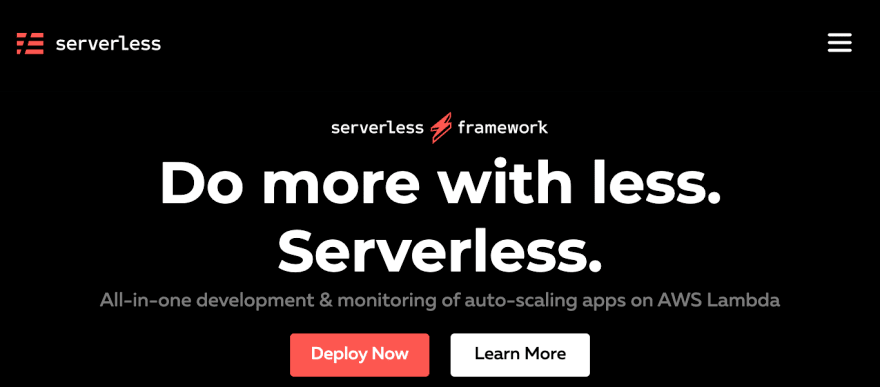 serverless
serverless framework
Do more with less.
Serverless.
All-in-one development & monitoring of auto-scaling apps on AWS Lambda
Deploy Now Learn More